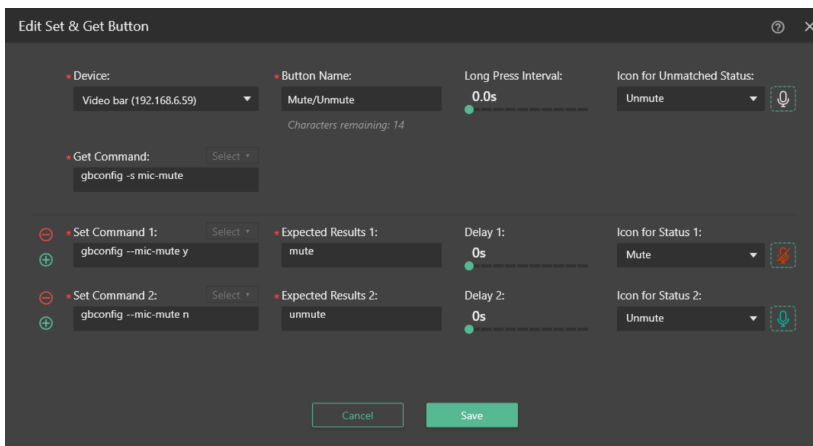 Edit Set & Get Button
* Device:
* Button Name:
Long Press Interval:
Icon for Unmatched Status:
Video bar (192.168.6.59)
Mute/Unmute
0.0s
Unmute
Characters remaining: 14
* Get Command:
Select
gbconfig -s mic-mute
* Set Command 1:
Select
* Expected Results 1:
Delay 1:
Icon for Status 1:
gbconfig --mic-mute y
mute
0s
Mute
* Set Command 2:
Select
* Expected Results 2:
Delay 2:
Icon for Status 2:
gbconfig --mic-mute n
unmute
0s
Unmute
Cancel
Save